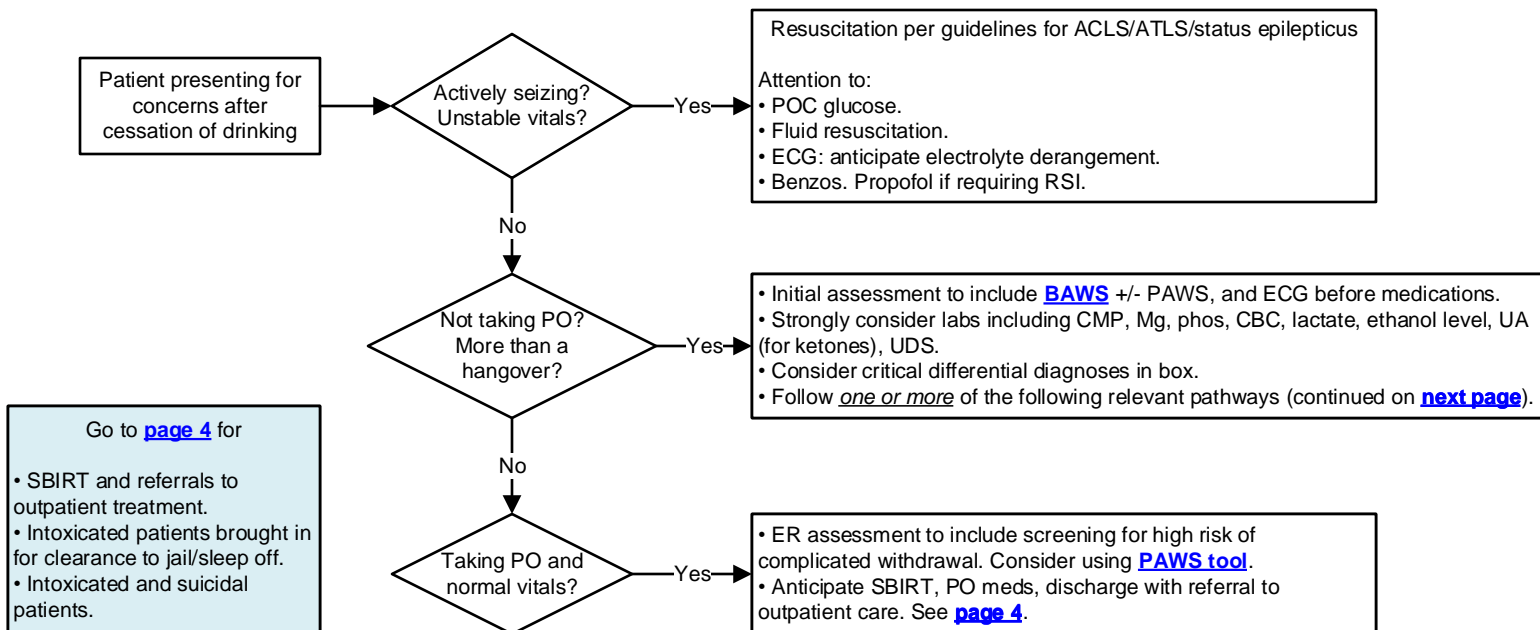 Patient presenting for
concerns after
cessation of drinking
Actively seizing?
Unstable vitals?
Yes
Resuscitation per guidelines for ACLS/ATLS/status epilepticus
Attention to:
• POC glucose.
• Fluid resuscitation.
• ECG: anticipate electrolyte derangement.
• Benzos. Propofol if requiring RSI.
No
Not taking PO?
More than a
hangover?
Yes
• Initial assessment to include BAWS +/- PAWS, and ECG before medications.
• Strongly consider labs including CMP, Mg, phos, CBC, lactate, ethanol level, UA
(for ketones), UDS.
• Consider critical differential diagnoses in box.
• Follow one or more of the following relevant pathways (continued on next page).
Go to page 4 for
• SBIRT and referrals to
outpatient treatment.
• Intoxicated patients brought in
for clearance to jail/sleep off.
• Intoxicated and suicidal
patients.
No
Taking PO and
normal vitals?
Yes
• ER assessment to include screening for high risk of
complicated withdrawal. Consider using PAWS tool.
• Anticipate SBIRT, PO meds, discharge with referral to
outpatient care. See page 4.